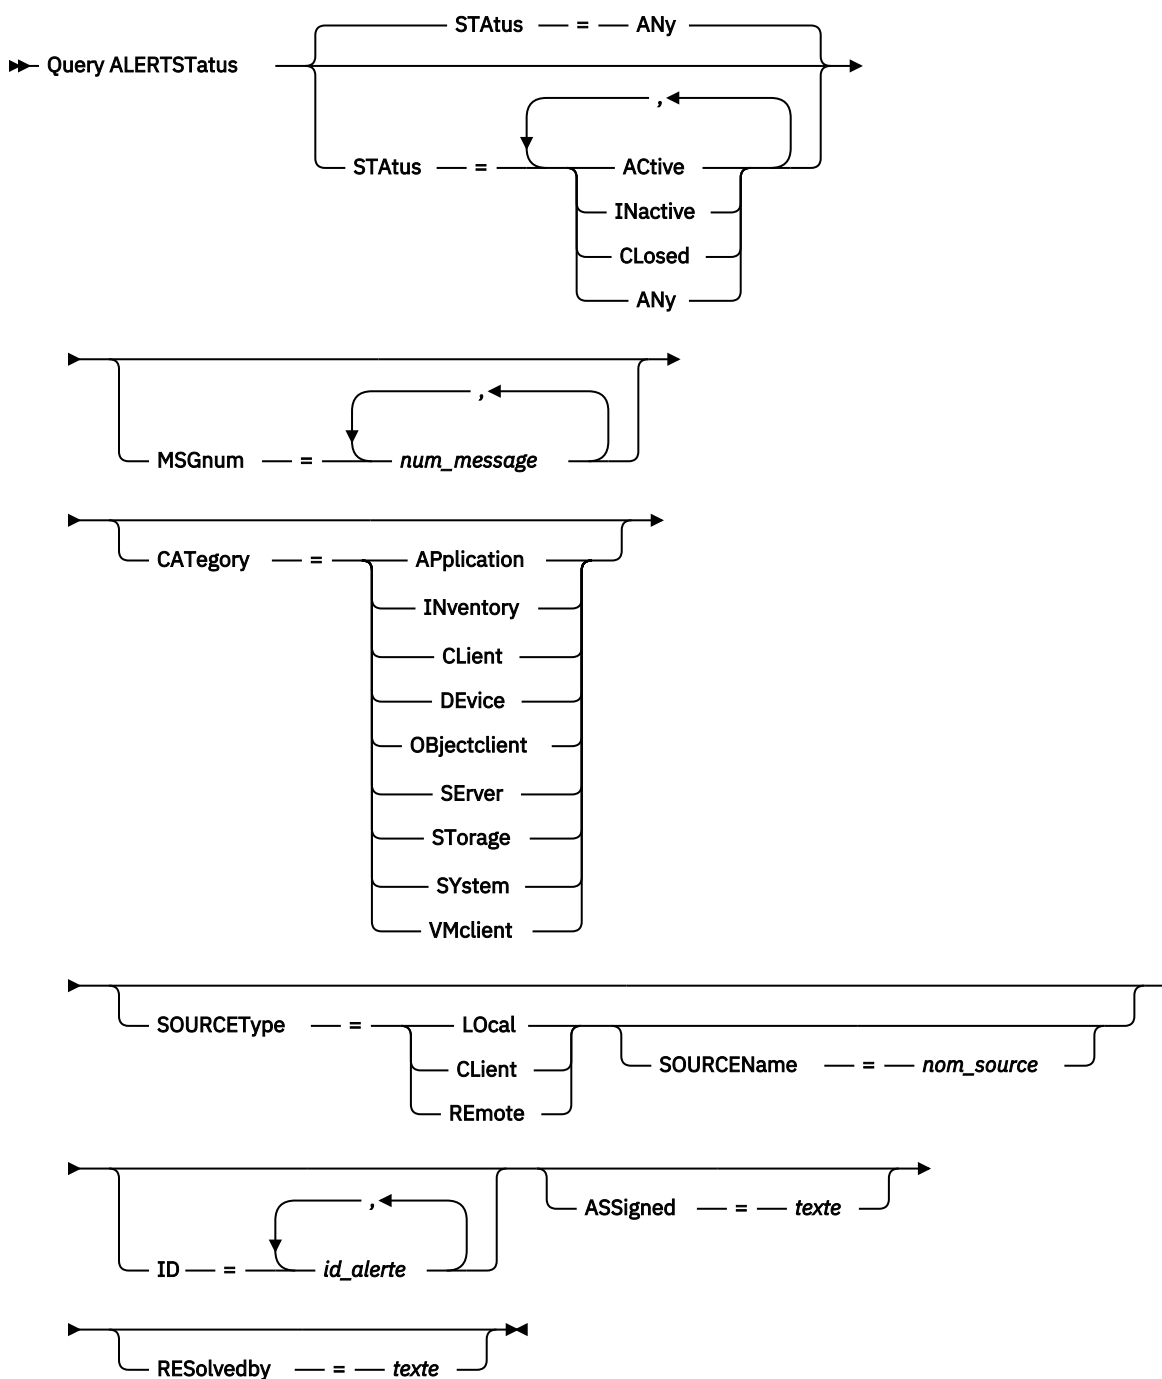 STAtus = ANy
Query ALERTSTatus
,
STAtus = ACtive
INactive
CLosed
ANy
,
MSGnum = num_message
CATegory = APplication
INventory
CLient
DEvice
OBjectclient
SErver
STorage
SYstem
VMclient
SOURCEType = LOcal
SOURCEName = nom_source
CLient
REmote
,
ASSigned = texte
ID = id_alerte
RESolvedby = texte